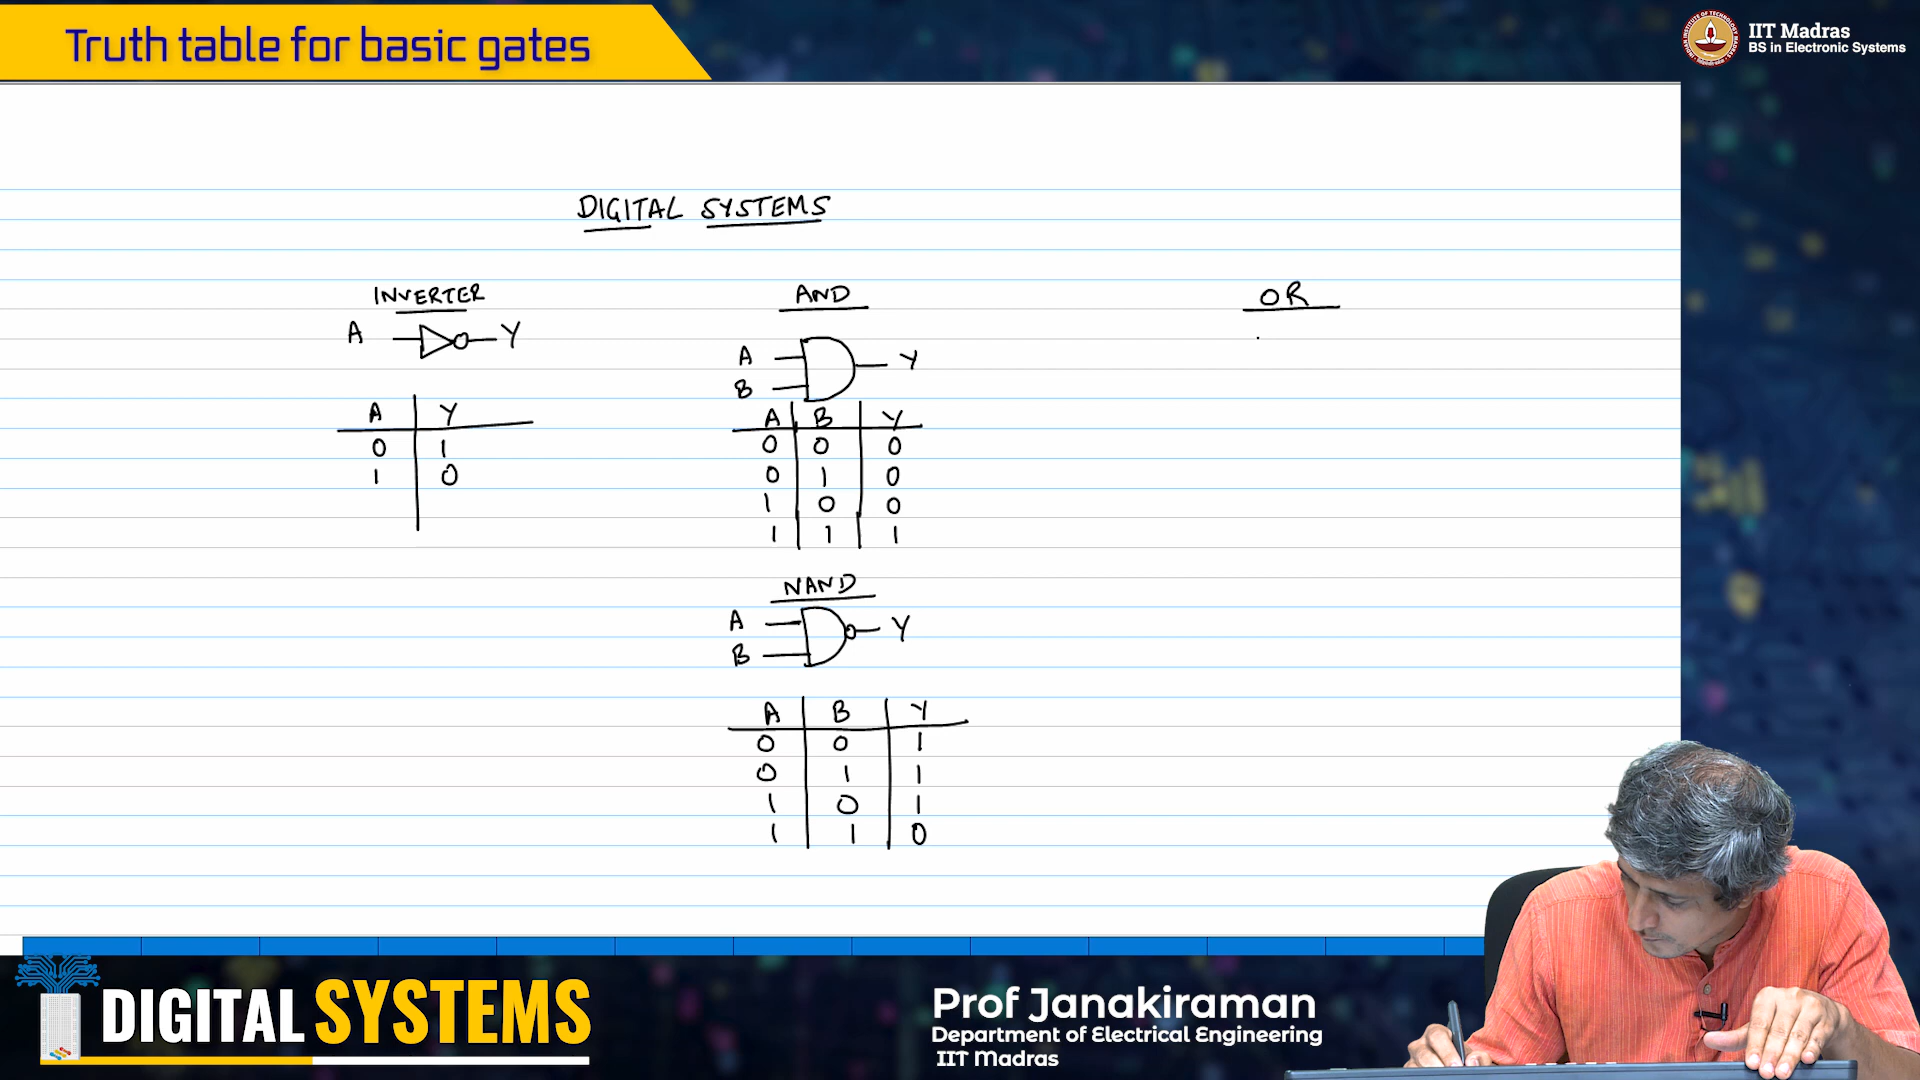 Truth table for basic gates
IIT Madras
BS in Electronic Systems
DIGITAL SYSTEMS
INVERTER
A Y
A Y
0 1
1 0
AND
A Y
B
A B Y
0 0 0
0 1 0
1 0 0
1 1 1
NAND
A Y
B
A B Y
0 0 1
0 1 1
1 0 1
1 1 0
OR
DIGITAL SYSTEMS
Prof Janakiraman
Department of Electrical Engineering
IIT Madras